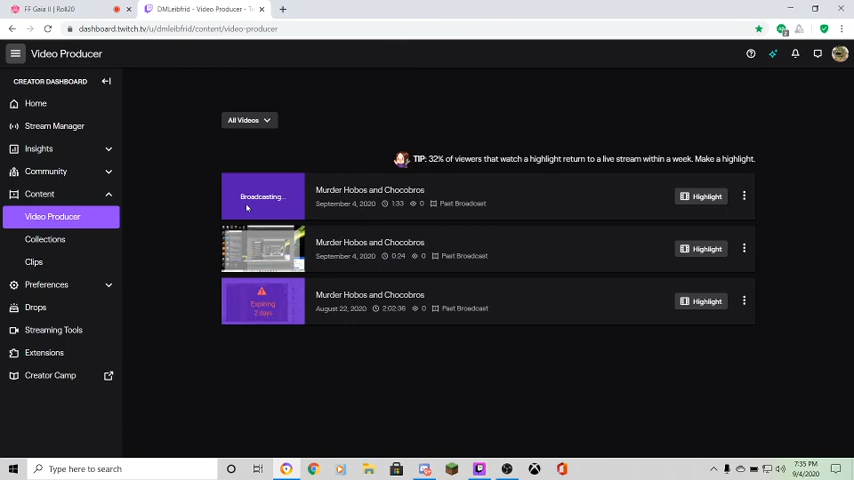 FF Gaia II | Roll20
DMLeibfrid - Video Producer - Tw
dashboard.twitch.tv/u/dmleibfrid/content/video-producer
Video Producer
CREATOR DASHBOARD
Home
Stream Manager
Insights
Community
Content
Video Producer
Collections
Clips
Preferences
Drops
Streaming Tools
Extensions
Creator Camp
All Videos
TIP: 32% of viewers that watch a highlight return to a live stream within a week. Make a highlight.
Broadcasting...
Murder Hobos and Chocobros
September 4, 2020 1:33 0 Past Broadcast
Highlight
Murder Hobos and Chocobros
September 4, 2020 0:24 0 Past Broadcast
Highlight
Expiring
2 days
Murder Hobos and Chocobros
August 22, 2020 2:02:36 0 Past Broadcast
Highlight
Type here to search
7:35 PM
9/4/2020